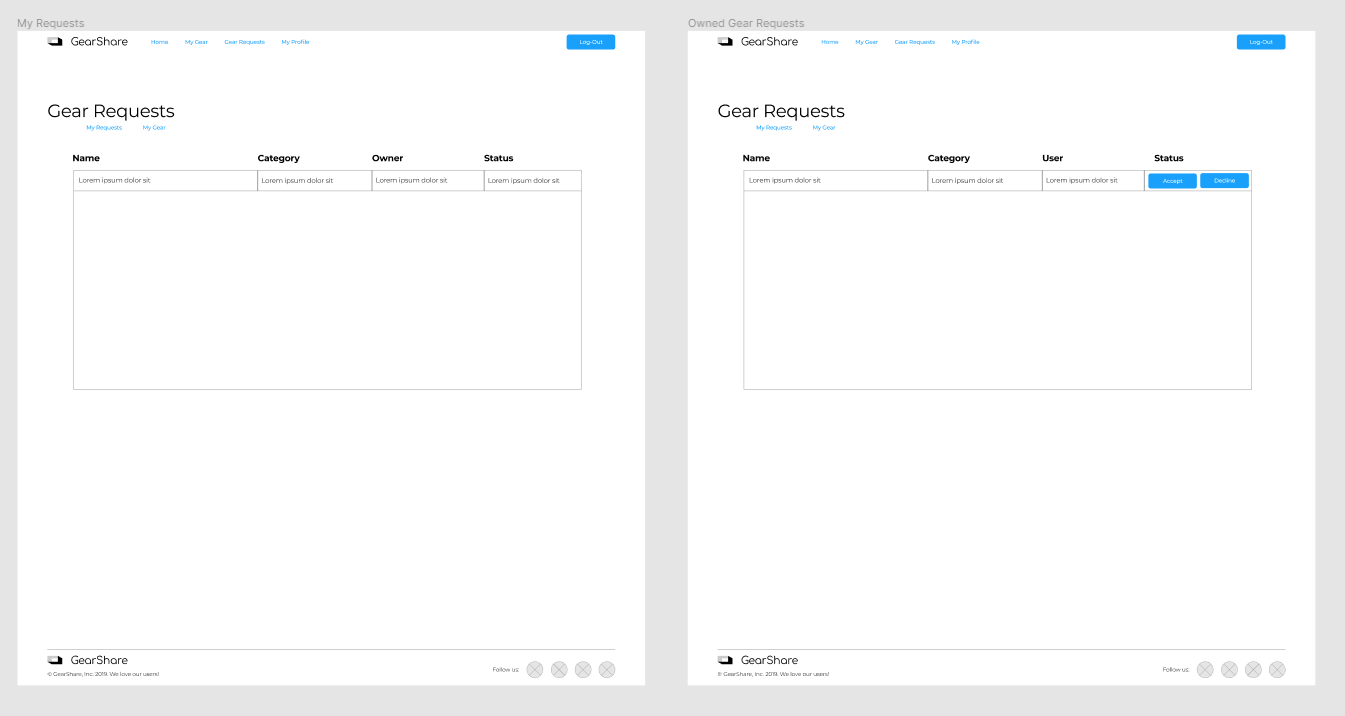 My Requests
GearShare Home My Gear Gear Requests My Profile Log-Out
Gear Requests
My Requests My Gear
Name Category Owner Status
Lorem ipsum dolor sit Lorem ipsum dolor sit Lorem ipsum dolor sit Lorem ipsum dolor sit
GearShare
© GearShare, Inc. 2019. We love our users!
Follow us:
Owned Gear Requests
GearShare Home My Gear Gear Requests My Profile Log-Out
Gear Requests
My Requests My Gear
Name Category User Status
Lorem ipsum dolor sit Lorem ipsum dolor sit Lorem ipsum dolor sit Accept Decline
GearShare
© GearShare, Inc. 2019. We love our users!
Follow us: